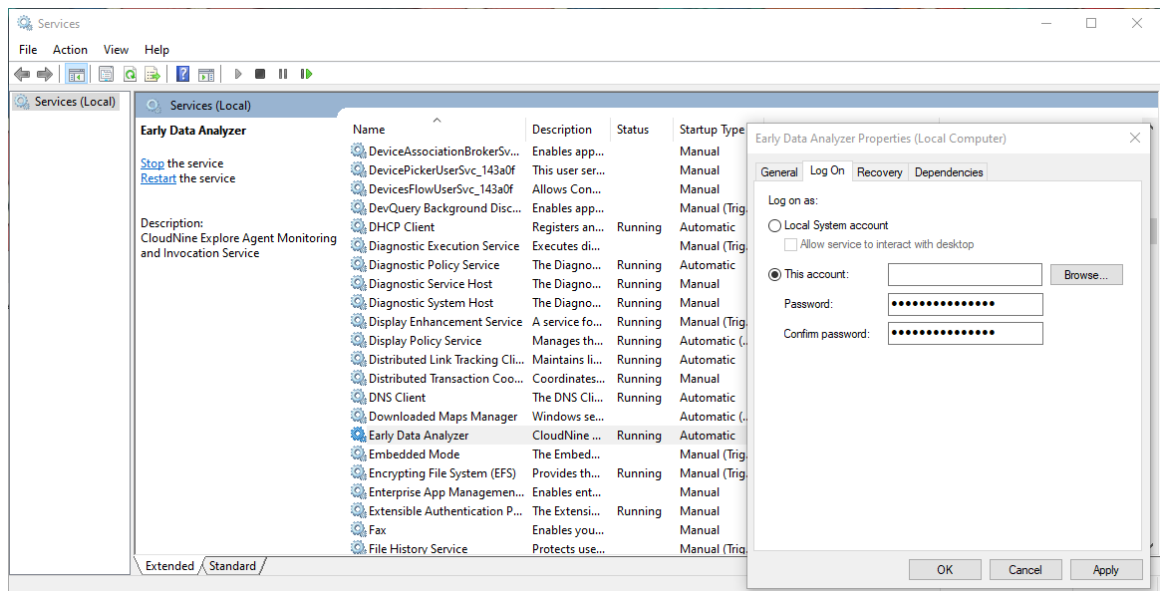 Services
File Action View Help
Services (Local)
Services (Local)
Early Data Analyzer
Stop the service
Restart the service
Description:
CloudNine Explore Agent Monitoring
and Invocation Service
Name Description Status Startup Type
DeviceAssociationBrokerSv... Enables app... Manual
DevicePickerUserSvc_143a0f This user ser... Manual
DevicesFlowUserSvc_143a0f Allows Con... Manual
DevQuery Background Disc... Enables app... Manual (Trig
DHCP Client Registers an... Running Automatic
Diagnostic Execution Service Executes di... Manual (Trig
Diagnostic Policy Service The Diagno... Running Automatic
Diagnostic Service Host The Diagno... Running Manual
Diagnostic System Host The Diagno... Running Manual
Display Enhancement Service A service fo... Running Manual (Trig
Display Policy Service Manages th... Running Automatic (..
Distributed Link Tracking Cli... Maintains li... Running Automatic
Distributed Transaction Coo... Coordinates... Running Manual
DNS Client The DNS Cli... Running Automatic
Downloaded Maps Manager Windows se... Automatic (..
Early Data Analyzer CloudNine ... Running Automatic
Embedded Mode The Embed... Manual (Trig
Encrypting File System (EFS) Provides th... Running Manual (Trig
Enterprise App Managemen... Enables ent... Manual
Extensible Authentication P... The Extensi... Running Manual
Fax Enables you... Manual
File History Service Protects use... Manual (Trig
Extended Standard
Early Data Analyzer Properties (Local Computer)
General Log On Recovery Dependencies
Log on as:
Local System account
Allow service to interact with desktop
This account: Browse...
Password: •••••••••••••••
Confirm password: •••••••••••••••
OK Cancel Apply